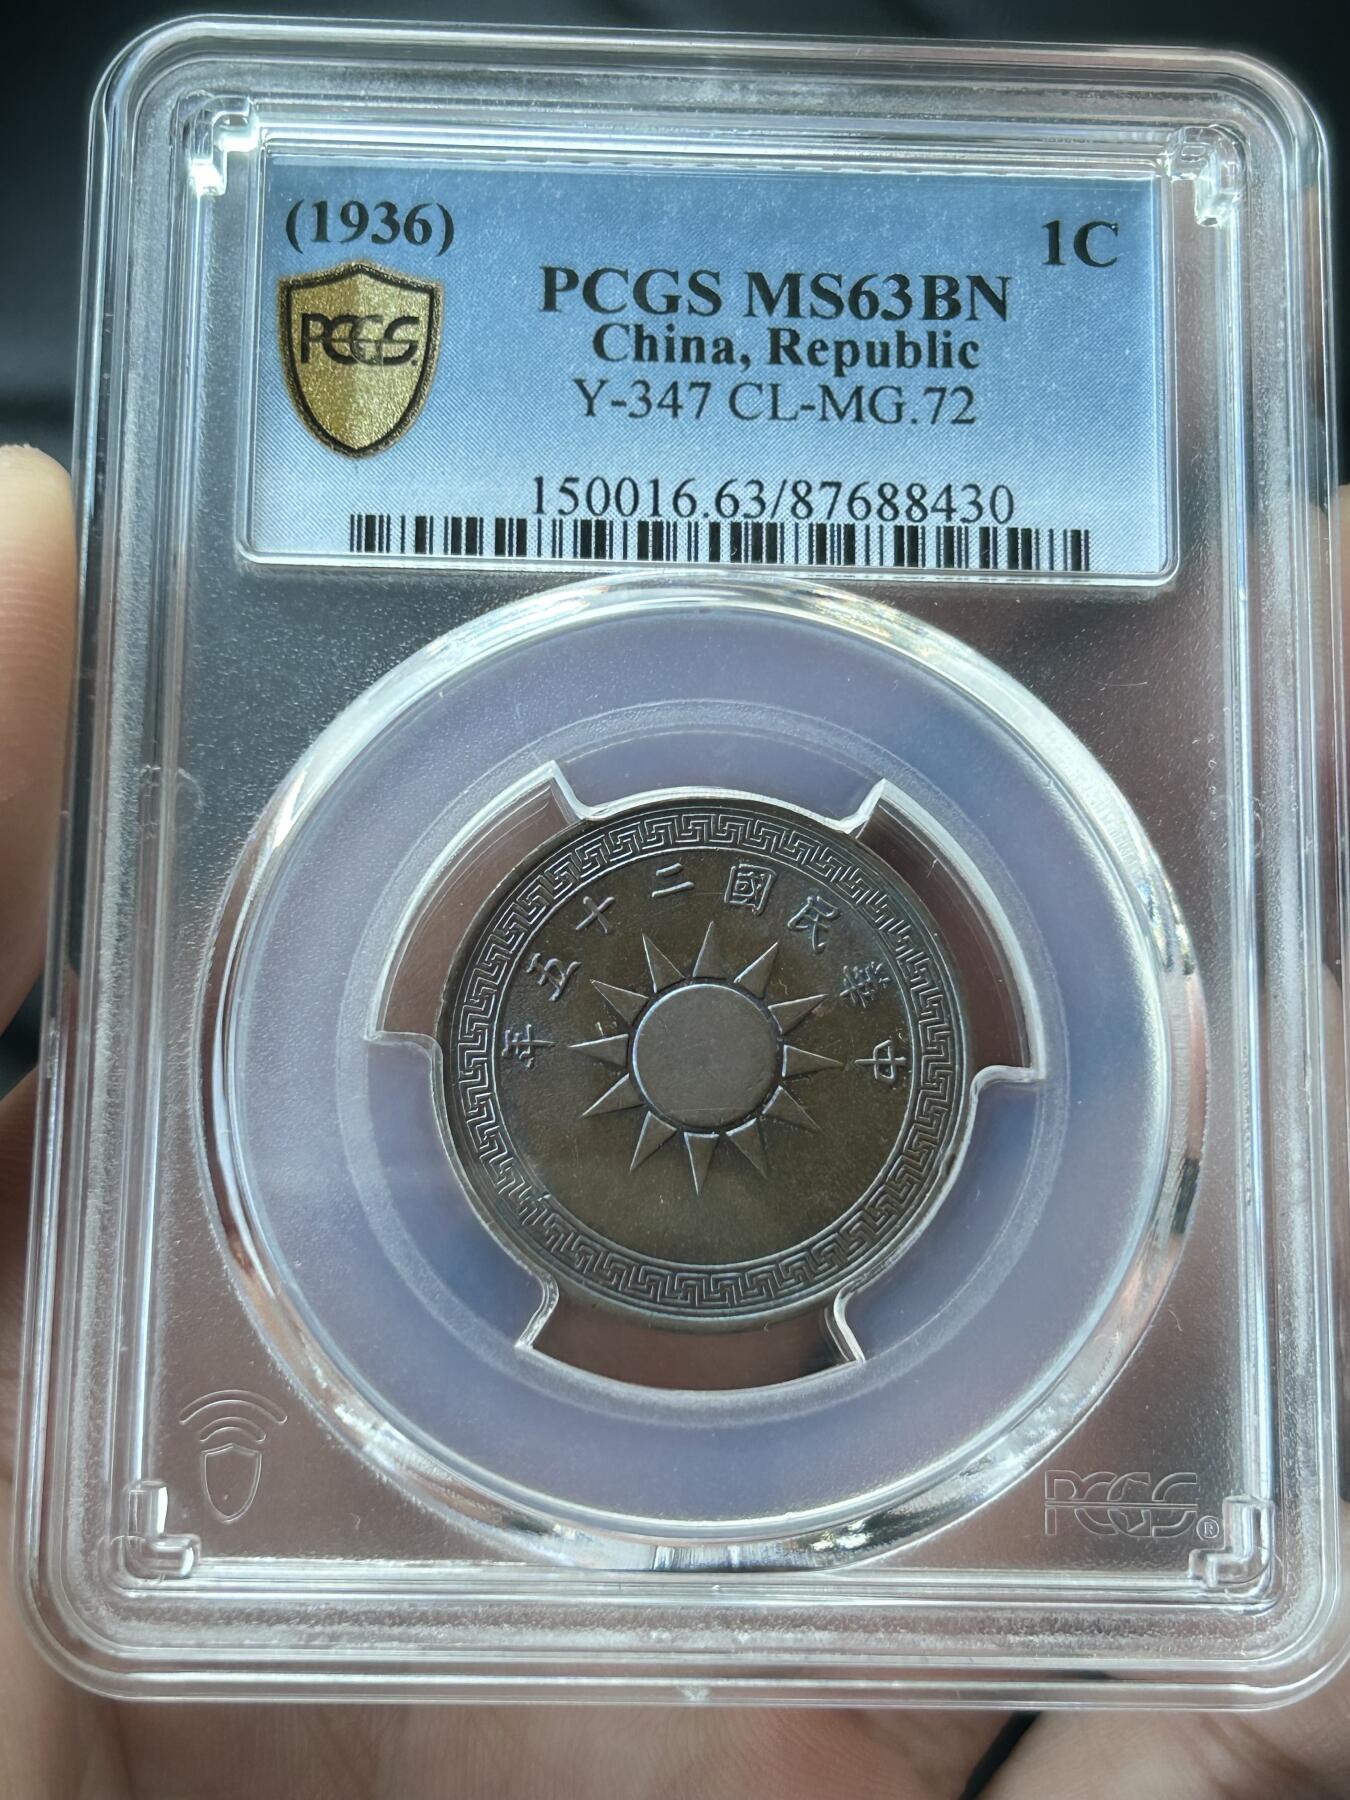 (1936)
1C
PCGS MS63BN
China, Republic
Y-347 CL-MG.72
PCGS.
150016.63/87688430
年五十二國民華中
PCGS®